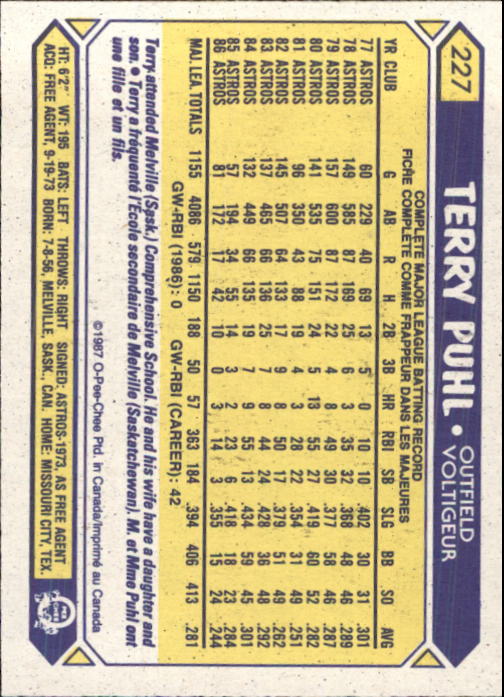 227
TERRY PUHL • OUTFIELD
VOLTIGEUR
COMPLETE MAJOR LEAGUE BATTING RECORD
FICHE COMPLÈTE COMME FRAPPEUR DANS LES MAJEURES
YR CLUB G AB R H 2B 3B HR RBI SB SLG BB SO AVG
77 ASTROS 60 229 40 69 13 5 0 10 10 .402 30 31 .301
78 ASTROS 149 585 87 169 25 6 3 35 32 .368 48 46 .289
79 ASTROS 157 600 87 172 22 4 8 49 30 .377 58 46 .287
80 ASTROS 141 535 75 151 24 5 13 55 27 .419 60 52 .282
81 ASTROS 96 350 43 88 19 4 3 28 22 .354 31 49 .251
82 ASTROS 145 507 64 133 17 9 8 50 17 .379 51 49 .262
83 ASTROS 137 465 66 136 25 7 8 44 24 .428 36 48 .292
84 ASTROS 132 449 66 135 19 7 9 55 13 .434 59 45 .301
85 ASTROS 57 194 34 55 14 3 2 23 6 .418 18 23 .284
86 ASTROS 81 172 17 42 10 0 3 14 3 .355 15 24 .244
MAJ. LEA. TOTALS 1155 4086 579 1150 188 50 57 363 184 .394 406 413 .281
GW-RBI (1986): 0 GW-RBI (CAREER): 42
Terry attended Melville (Sask.) Comprehensive School. He and his wife have a daughter and
son. • Terry a fréquenté l'École secondaire de Melville (Saskatchewan). M. et Mme Puhl ont
une fille et un fils.
©1987 O-Pee-Chee Ptd. in Canada/Imprimé au Canada
HT: 6'2" WT: 195 BATS: LEFT THROWS: RIGHT SIGNED: ASTROS-1973, AS FREE AGENT
ACQ: FREE AGENT, 9-19-73 BORN: 7-8-56, MELVILLE, SASK., CAN. HOME: MISSOURI CITY, TEX.
O PEE CHEE